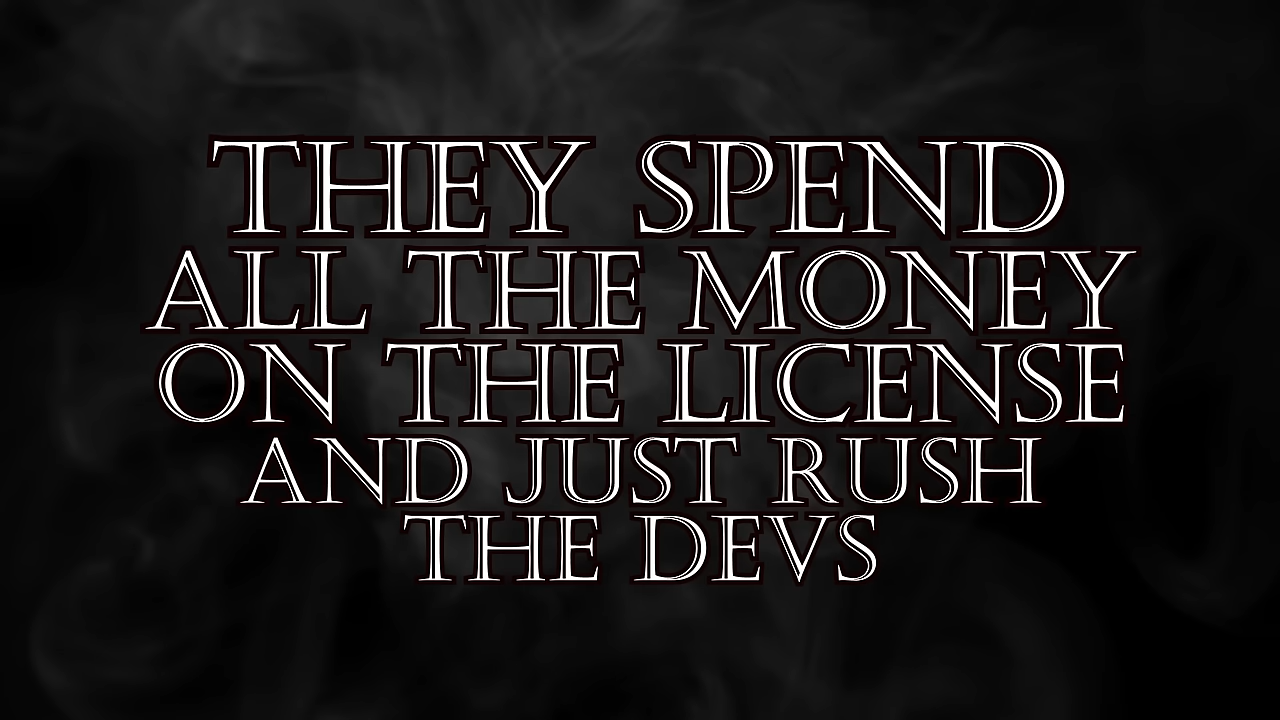 THEY SPEND
ALL THE MONEY
ON THE LICENSE
AND JUST RUSH
THE DEVS